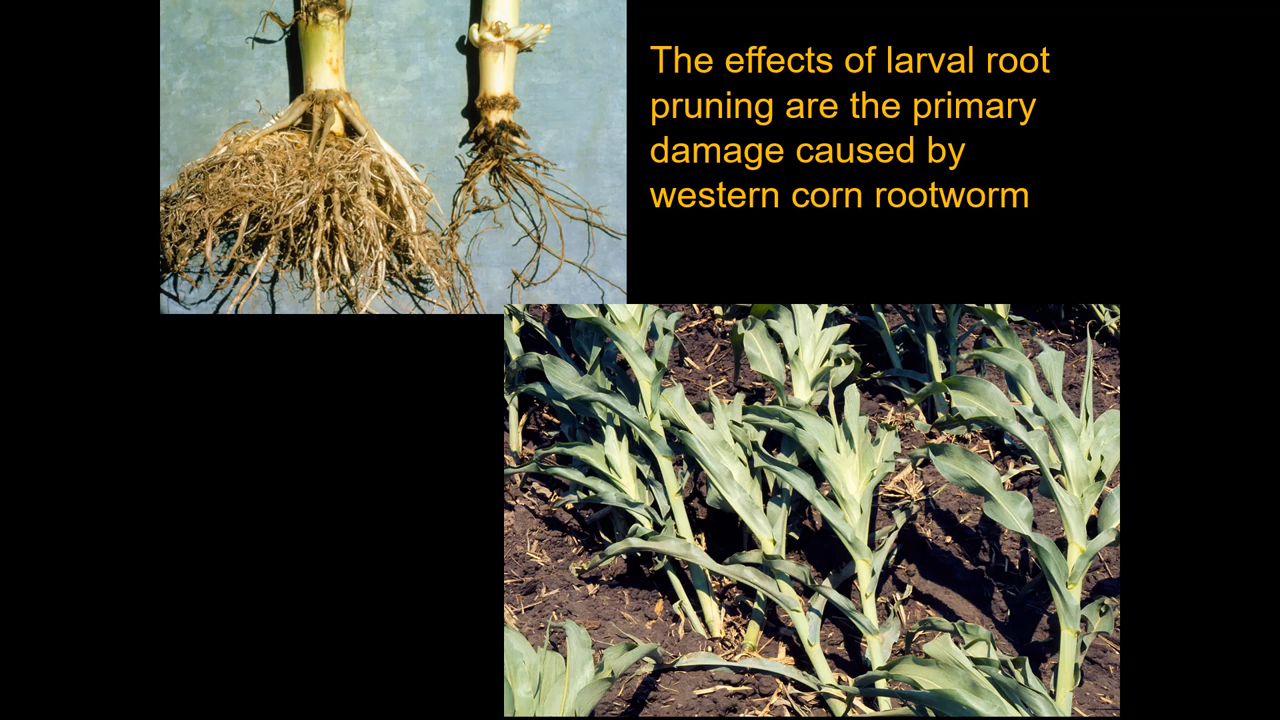 The effects of larval root
pruning are the primary
damage caused by
western corn rootworm